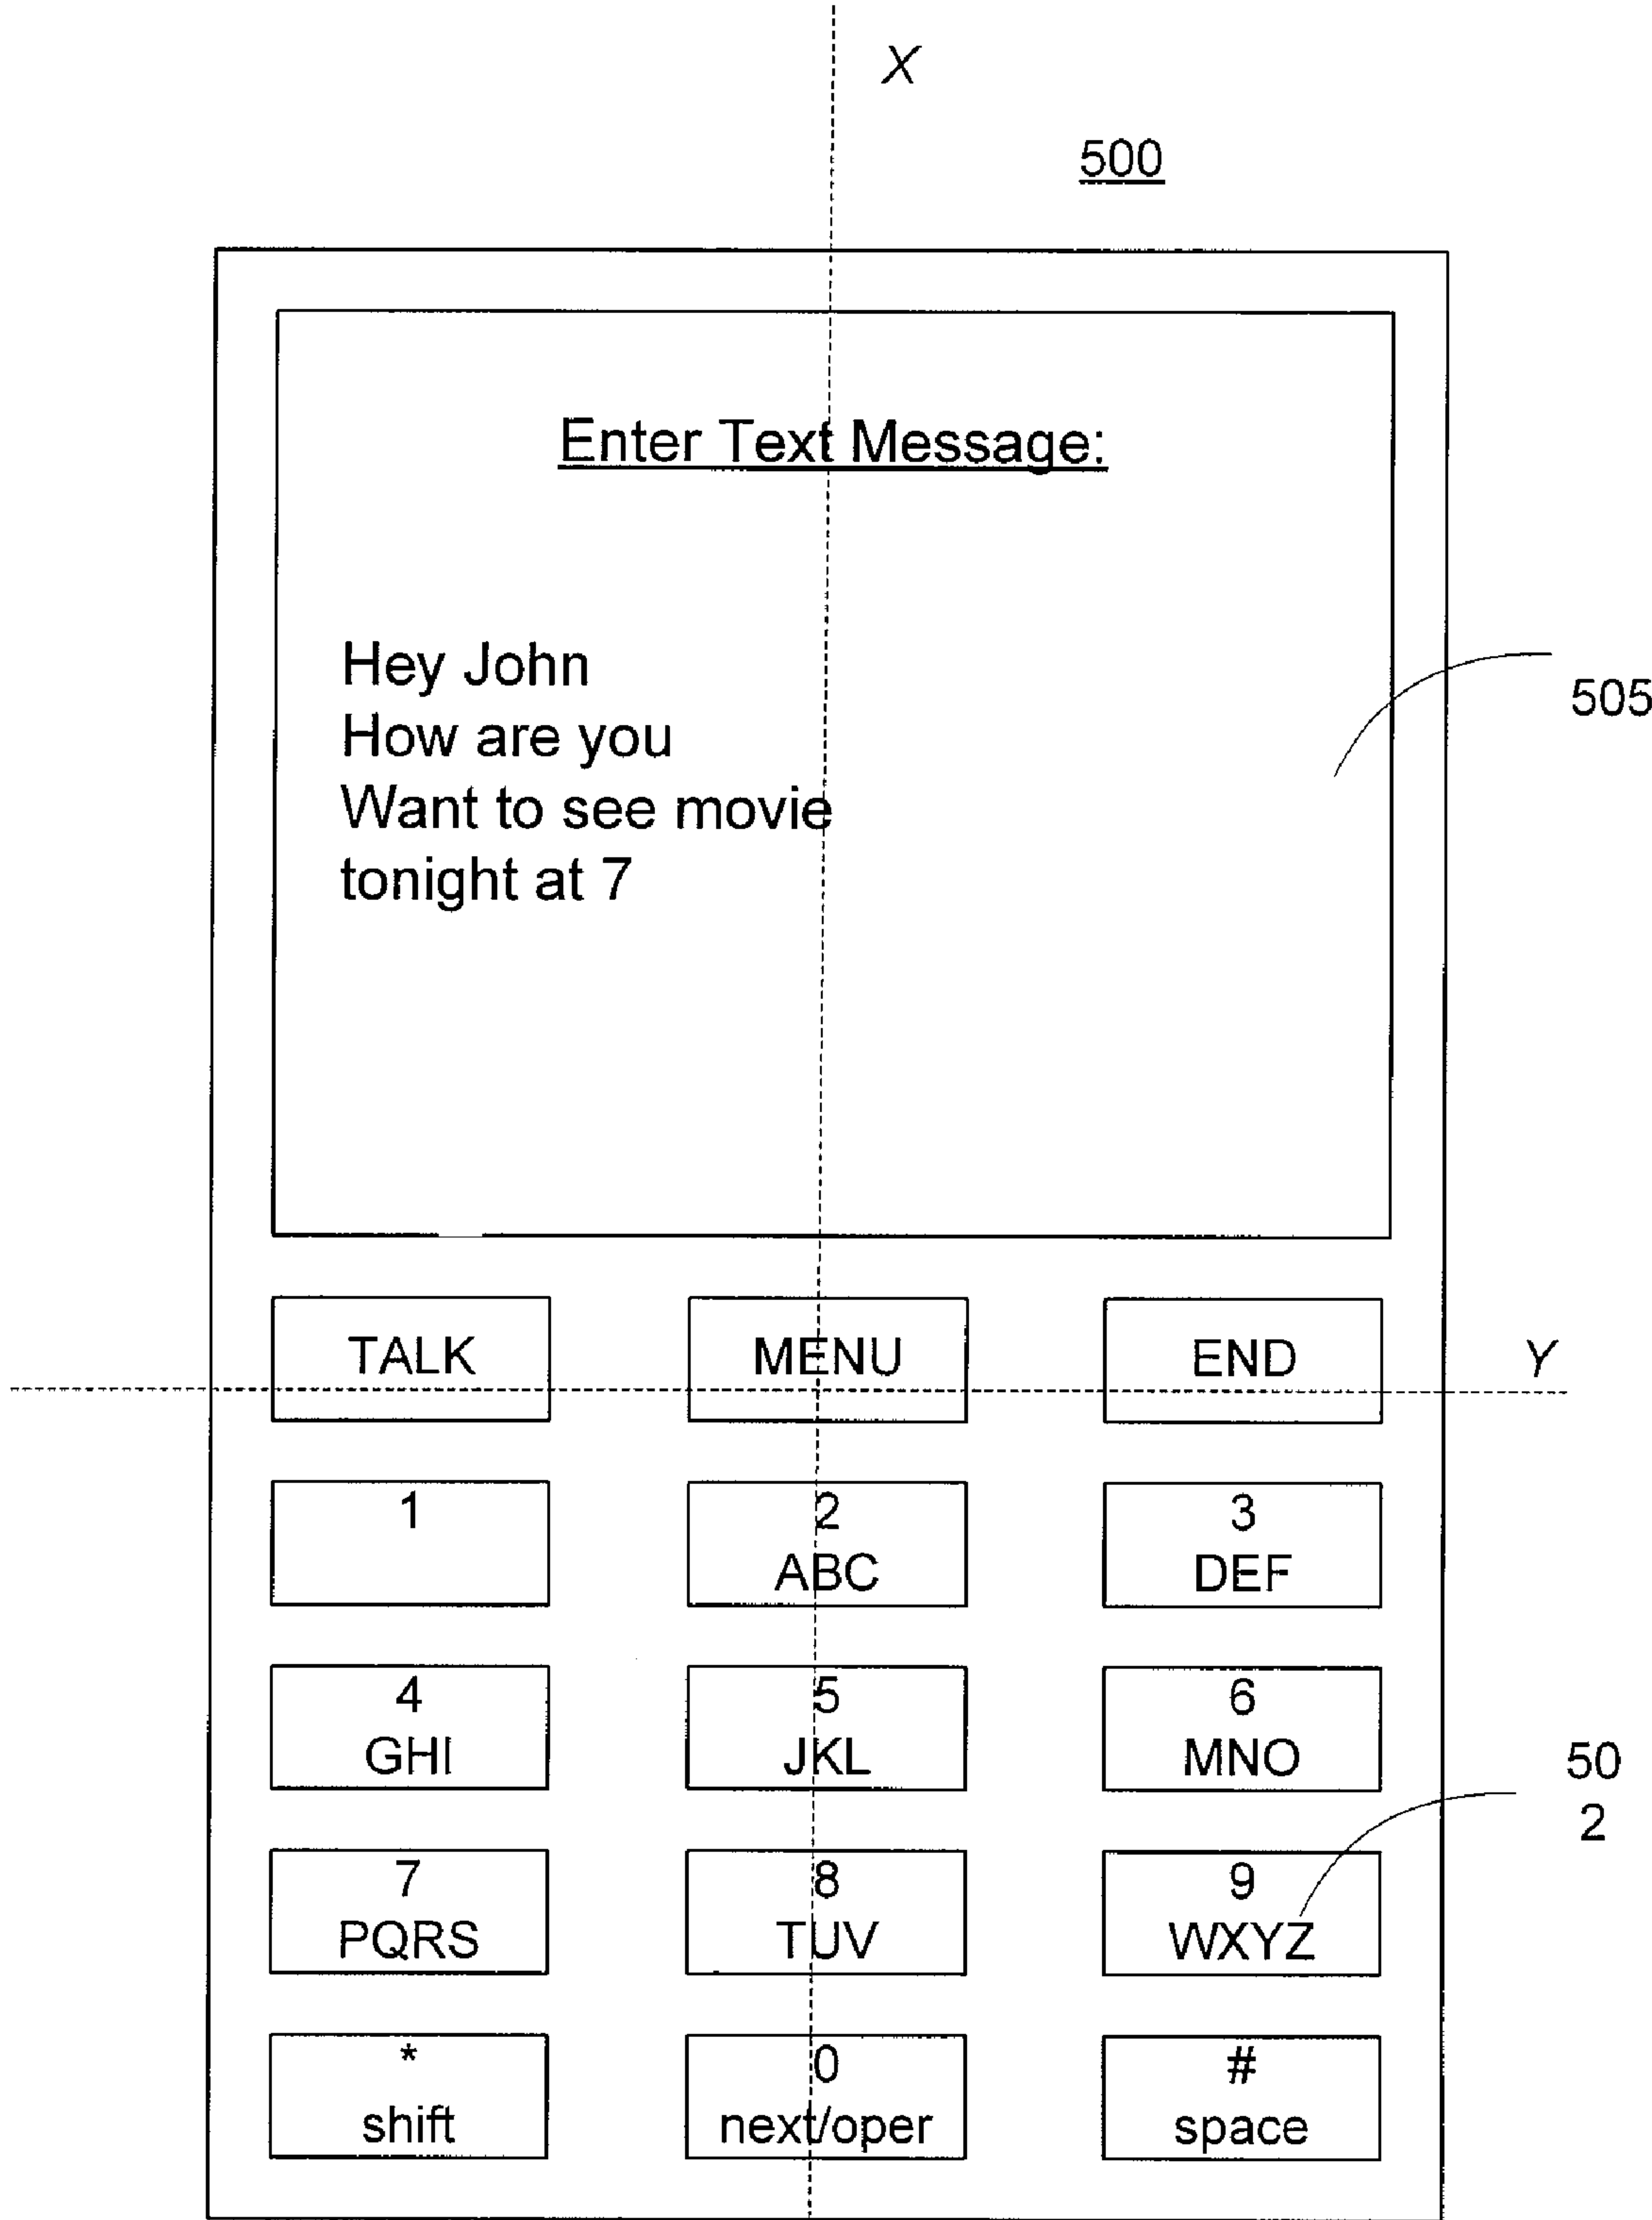 X
500
Enter Text Message:
Hey John
How are you
Want to see movie
tonight at 7
505
TALK MENU END
Y
1 2 3
ABC DEF
4 5 6
GHI JKL MNO
50
2
7 8 9
PQRS TUV WXYZ
* 0 #
shift next/oper space